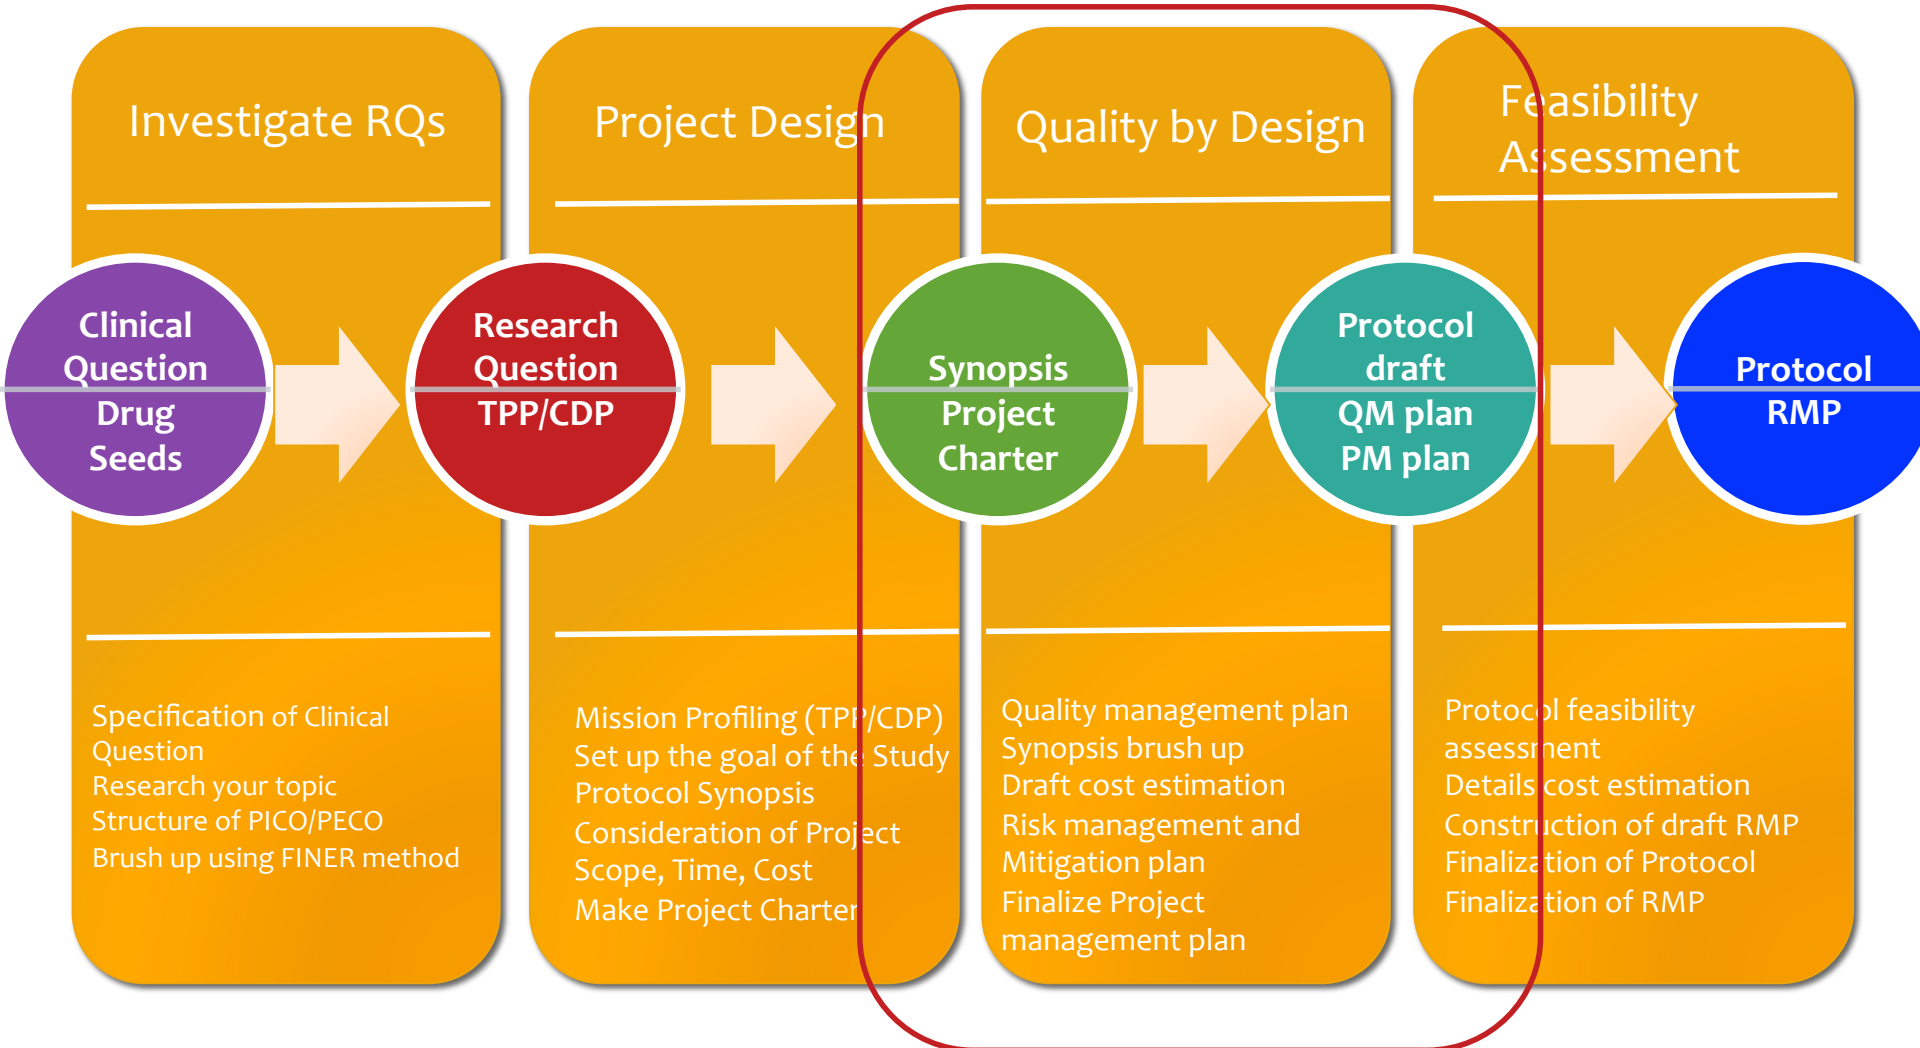 Investigate RQs
Project Design
Quality by Design
Feasibility
Assessment
Clinical
Question
Drug
Seeds
Research
Question
TPP/CDP
Synopsis
Project
Charter
Protocol
draft
QM plan
PM plan
Protocol
RMP
Specification of Clinical
Question
Research your topic
Structure of PICO/PECO
Brush up using FINER method
Mission Profiling (TPP/CDP)
Set up the goal of the Study
Protocol Synopsis
Consideration of Project
Scope, Time, Cost
Make Project Charter
Quality management plan
Synopsis brush up
Draft cost estimation
Risk management and
Mitigation plan
Finalize Project
management plan
Protocol feasibility
assessment
Details cost estimation
Construction of draft RMP
Finalization of Protocol
Finalization of RMP